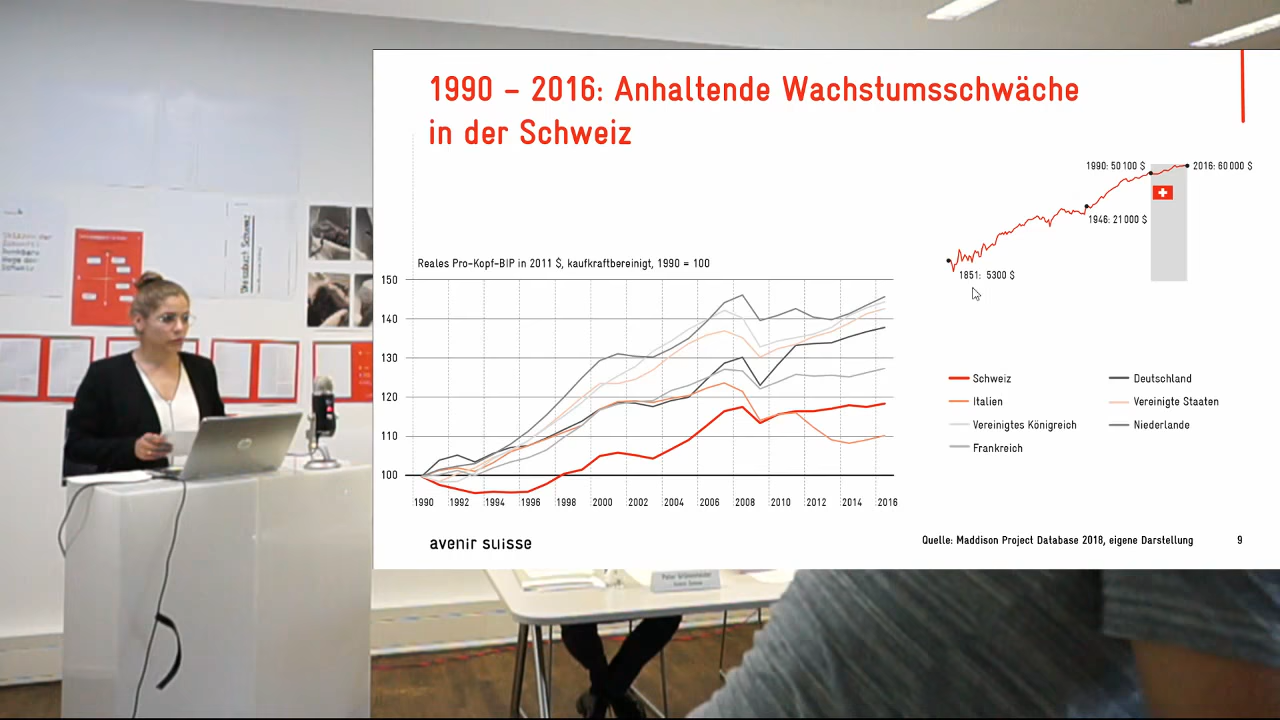 1990 – 2016: Anhaltende Wachstumsschwäche
in der Schweiz
1990: 50 100 $
2016: 60 000 $
1946: 21 000 $
1851: 5300 $
Reales Pro-Kopf-BIP in 2011 $, kaufkraftbereinigt, 1990 = 100
150
140
130
120
110
100
1990 1992 1994 1996 1998 2000 2002 2004 2006 2008 2010 2012 2014 2016
Schweiz
Deutschland
Italien
Vereinigte Staaten
Vereinigtes Königreich
Niederlande
Frankreich
avenir suisse
Quelle: Maddison Project Database 2018, eigene Darstellung
9